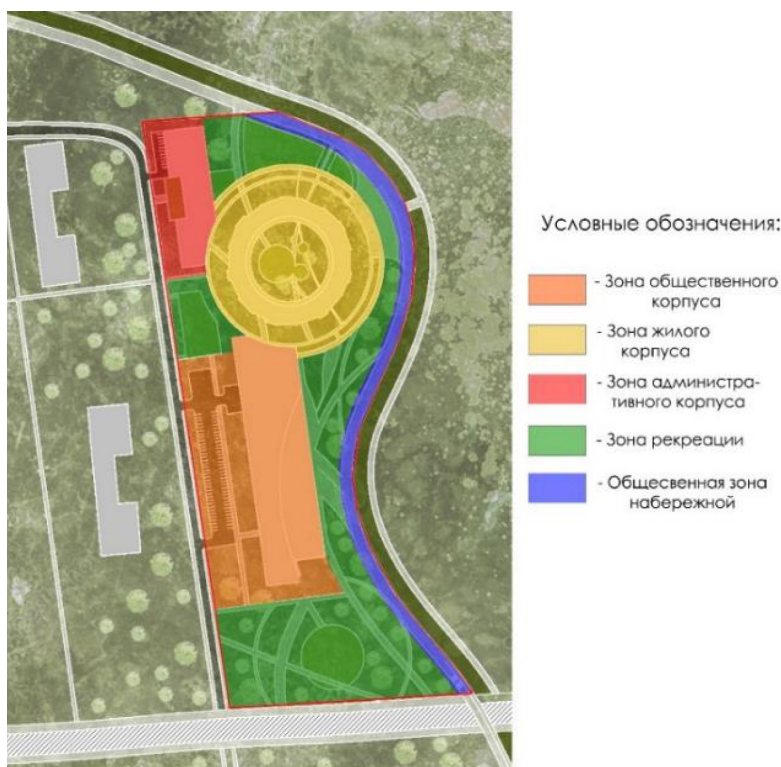 Условные обозначения:
- Зона общественного
корпуса
- Зона жилого
корпуса
- Зона администра-
тивного корпуса
- Зона рекреации
- Общесвенная зона
набережной